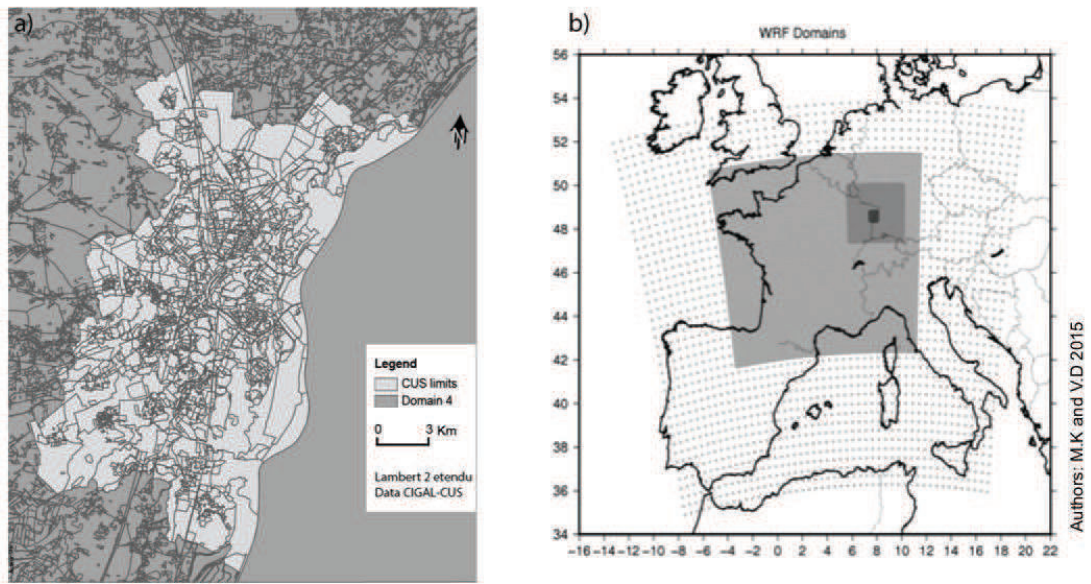 a)
N
Legend
CUS limits
Domain 4
0 3 Km
Lambert 2 etendu
Data CIGAL-CUS
b)
WRF Domains
56
54
52
50
48
46
44
42
40
38
36
34
-16 -14 -12 -10 -8 -6 -4 -2 0 2 4 6 8 10 12 14 16 18 20 22
Authors: M.K and V.D 2015